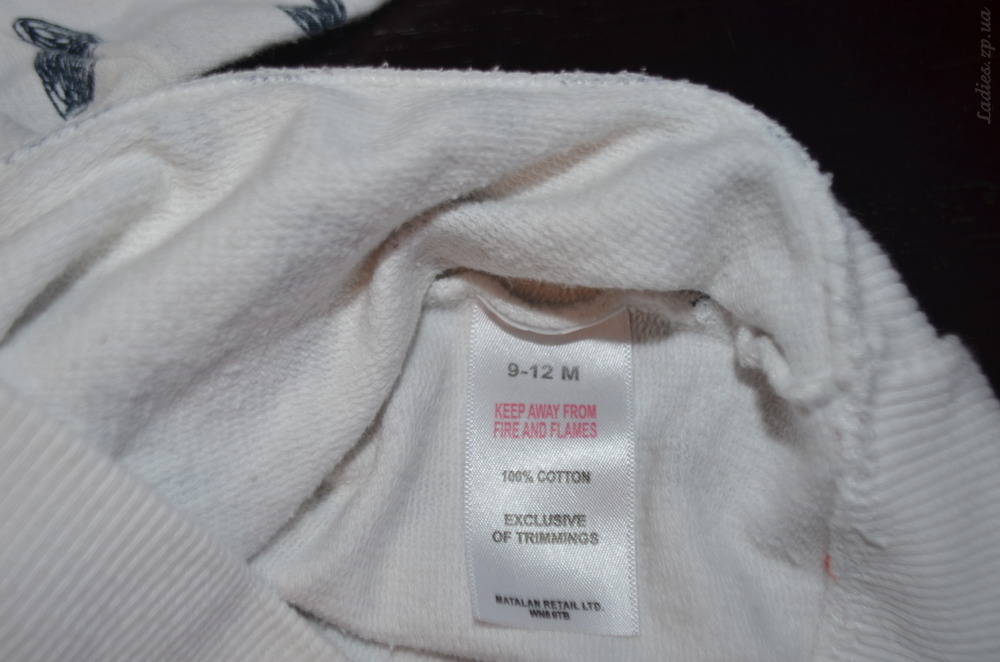 Ladies.zp.ua
9-12 M
KEEP AWAY FROM
FIRE AND FLAMES
100% COTTON
EXCLUSIVE
OF TRIMMINGS
MATALAN RETAIL LTD.
WN8 9TB